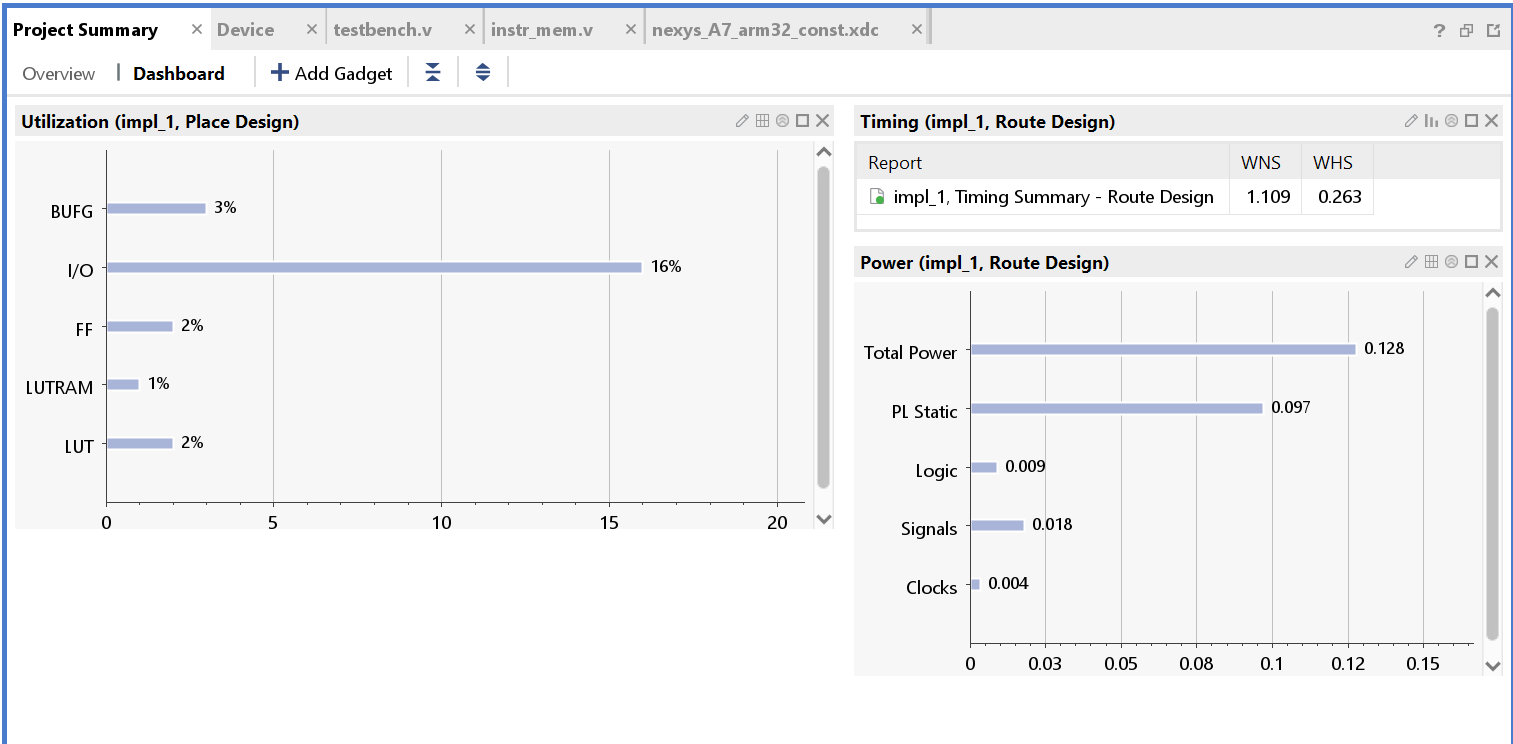 Project Summary × Device × testbench.v × instr_mem.v × nexys_A7_arm32_const.xdc × ?
Overview | Dashboard + Add Gadget
Utilization (impl_1, Place Design)
BUFG 3%
I/O 16%
FF 2%
LUTRAM 1%
LUT 2%
0 5 10 15 20
Timing (impl_1, Route Design)
Report WNS WHS
impl_1, Timing Summary - Route Design 1.109 0.263
Power (impl_1, Route Design)
Total Power 0.128
PL Static 0.097
Logic 0.009
Signals 0.018
Clocks 0.004
0 0.03 0.05 0.08 0.1 0.12 0.15